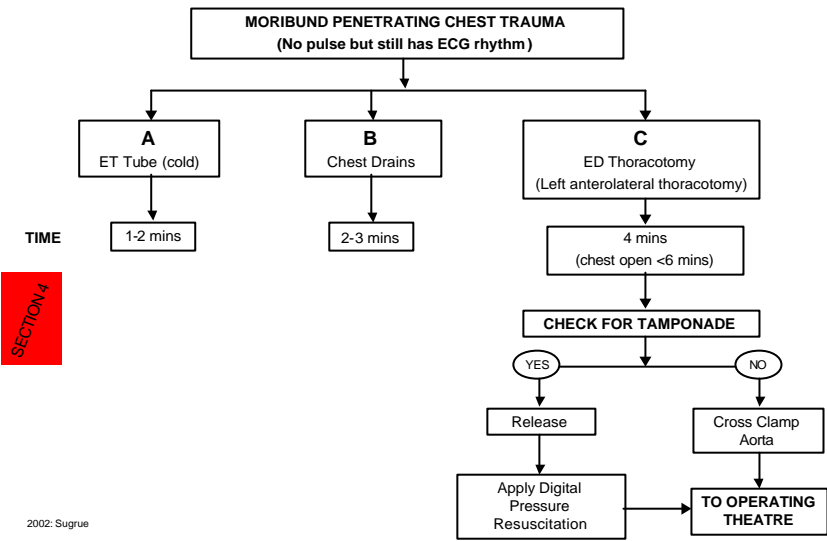 MORIBUND PENETRATING CHEST TRAUMA
(No pulse but still has ECG rhythm)
A
ET Tube (cold)
B
Chest Drains
C
ED Thoracotomy
(Left anterolateral thoracotomy)
TIME
1-2 mins
2-3 mins
4 mins
(chest open <6 mins)
SECTION 4
CHECK FOR TAMPONADE
YES
NO
Release
Cross Clamp
Aorta
Apply Digital
Pressure
Resuscitation
TO OPERATING
THEATRE
2002: Sugrue